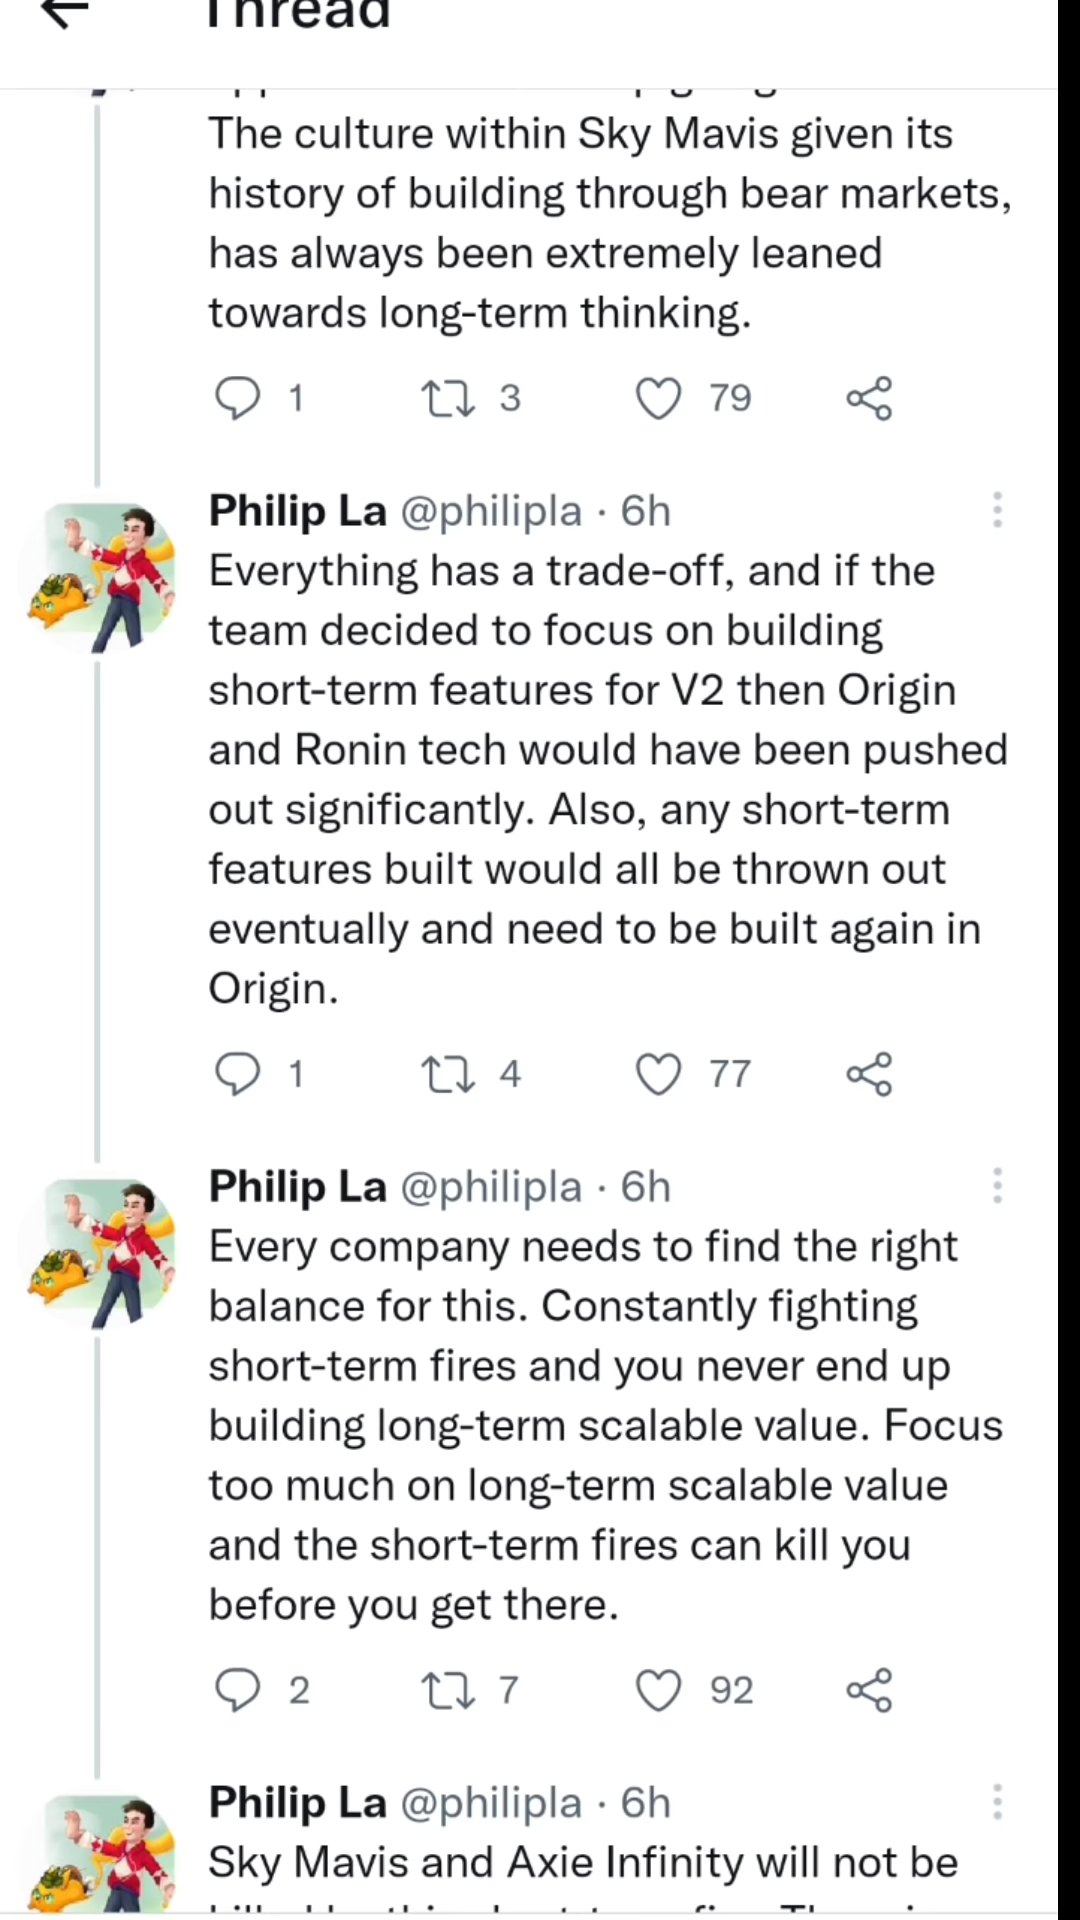 Thread
The culture within Sky Mavis given its
history of building through bear markets,
has always been extremely leaned
towards long-term thinking.
1 3 79
Philip La @philipla · 6h
Everything has a trade-off, and if the
team decided to focus on building
short-term features for V2 then Origin
and Ronin tech would have been pushed
out significantly. Also, any short-term
features built would all be thrown out
eventually and need to be built again in
Origin.
1 4 77
Philip La @philipla · 6h
Every company needs to find the right
balance for this. Constantly fighting
short-term fires and you never end up
building long-term scalable value. Focus
too much on long-term scalable value
and the short-term fires can kill you
before you get there.
2 7 92
Philip La @philipla · 6h
Sky Mavis and Axie Infinity will not be